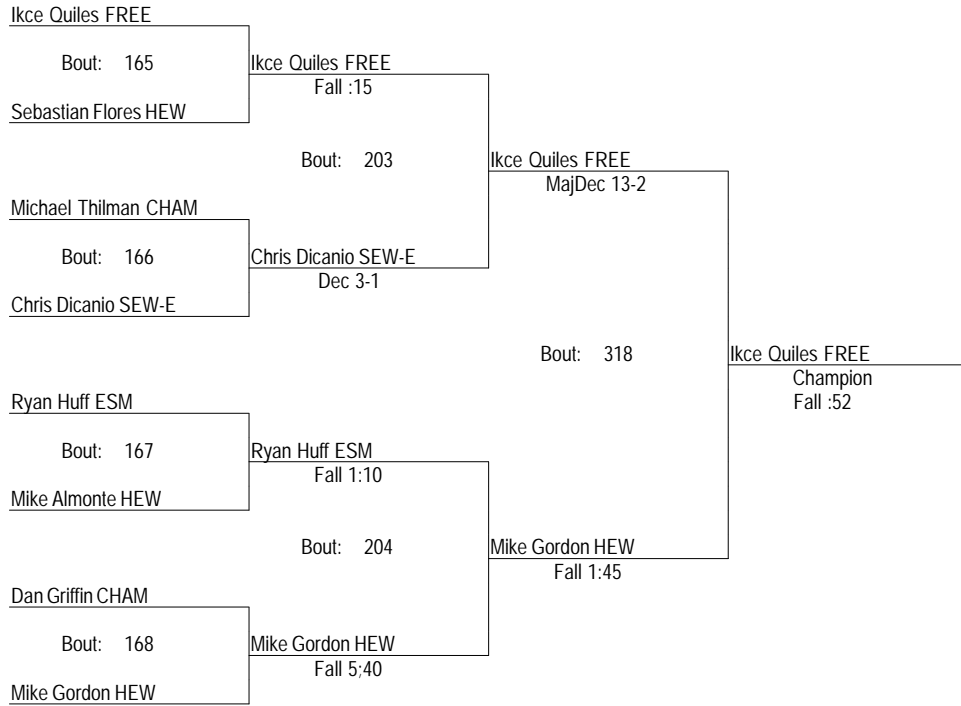 Ikce Quiles FREE
Bout: 165
Ikce Quiles FREE
Fall :15
Sebastian Flores HEW
Bout: 203
Ikce Quiles FREE
MajDec 13-2
Michael Thilman CHAM
Bout: 166
Chris Dicanio SEW-E
Dec 3-1
Chris Dicanio SEW-E
Bout: 318
Ikce Quiles FREE
Champion
Fall :52
Ryan Huff ESM
Bout: 167
Ryan Huff ESM
Fall 1:10
Mike Almonte HEW
Bout: 204
Mike Gordon HEW
Fall 1:45
Dan Griffin CHAM
Bout: 168
Mike Gordon HEW
Fall 5;40
Mike Gordon HEW